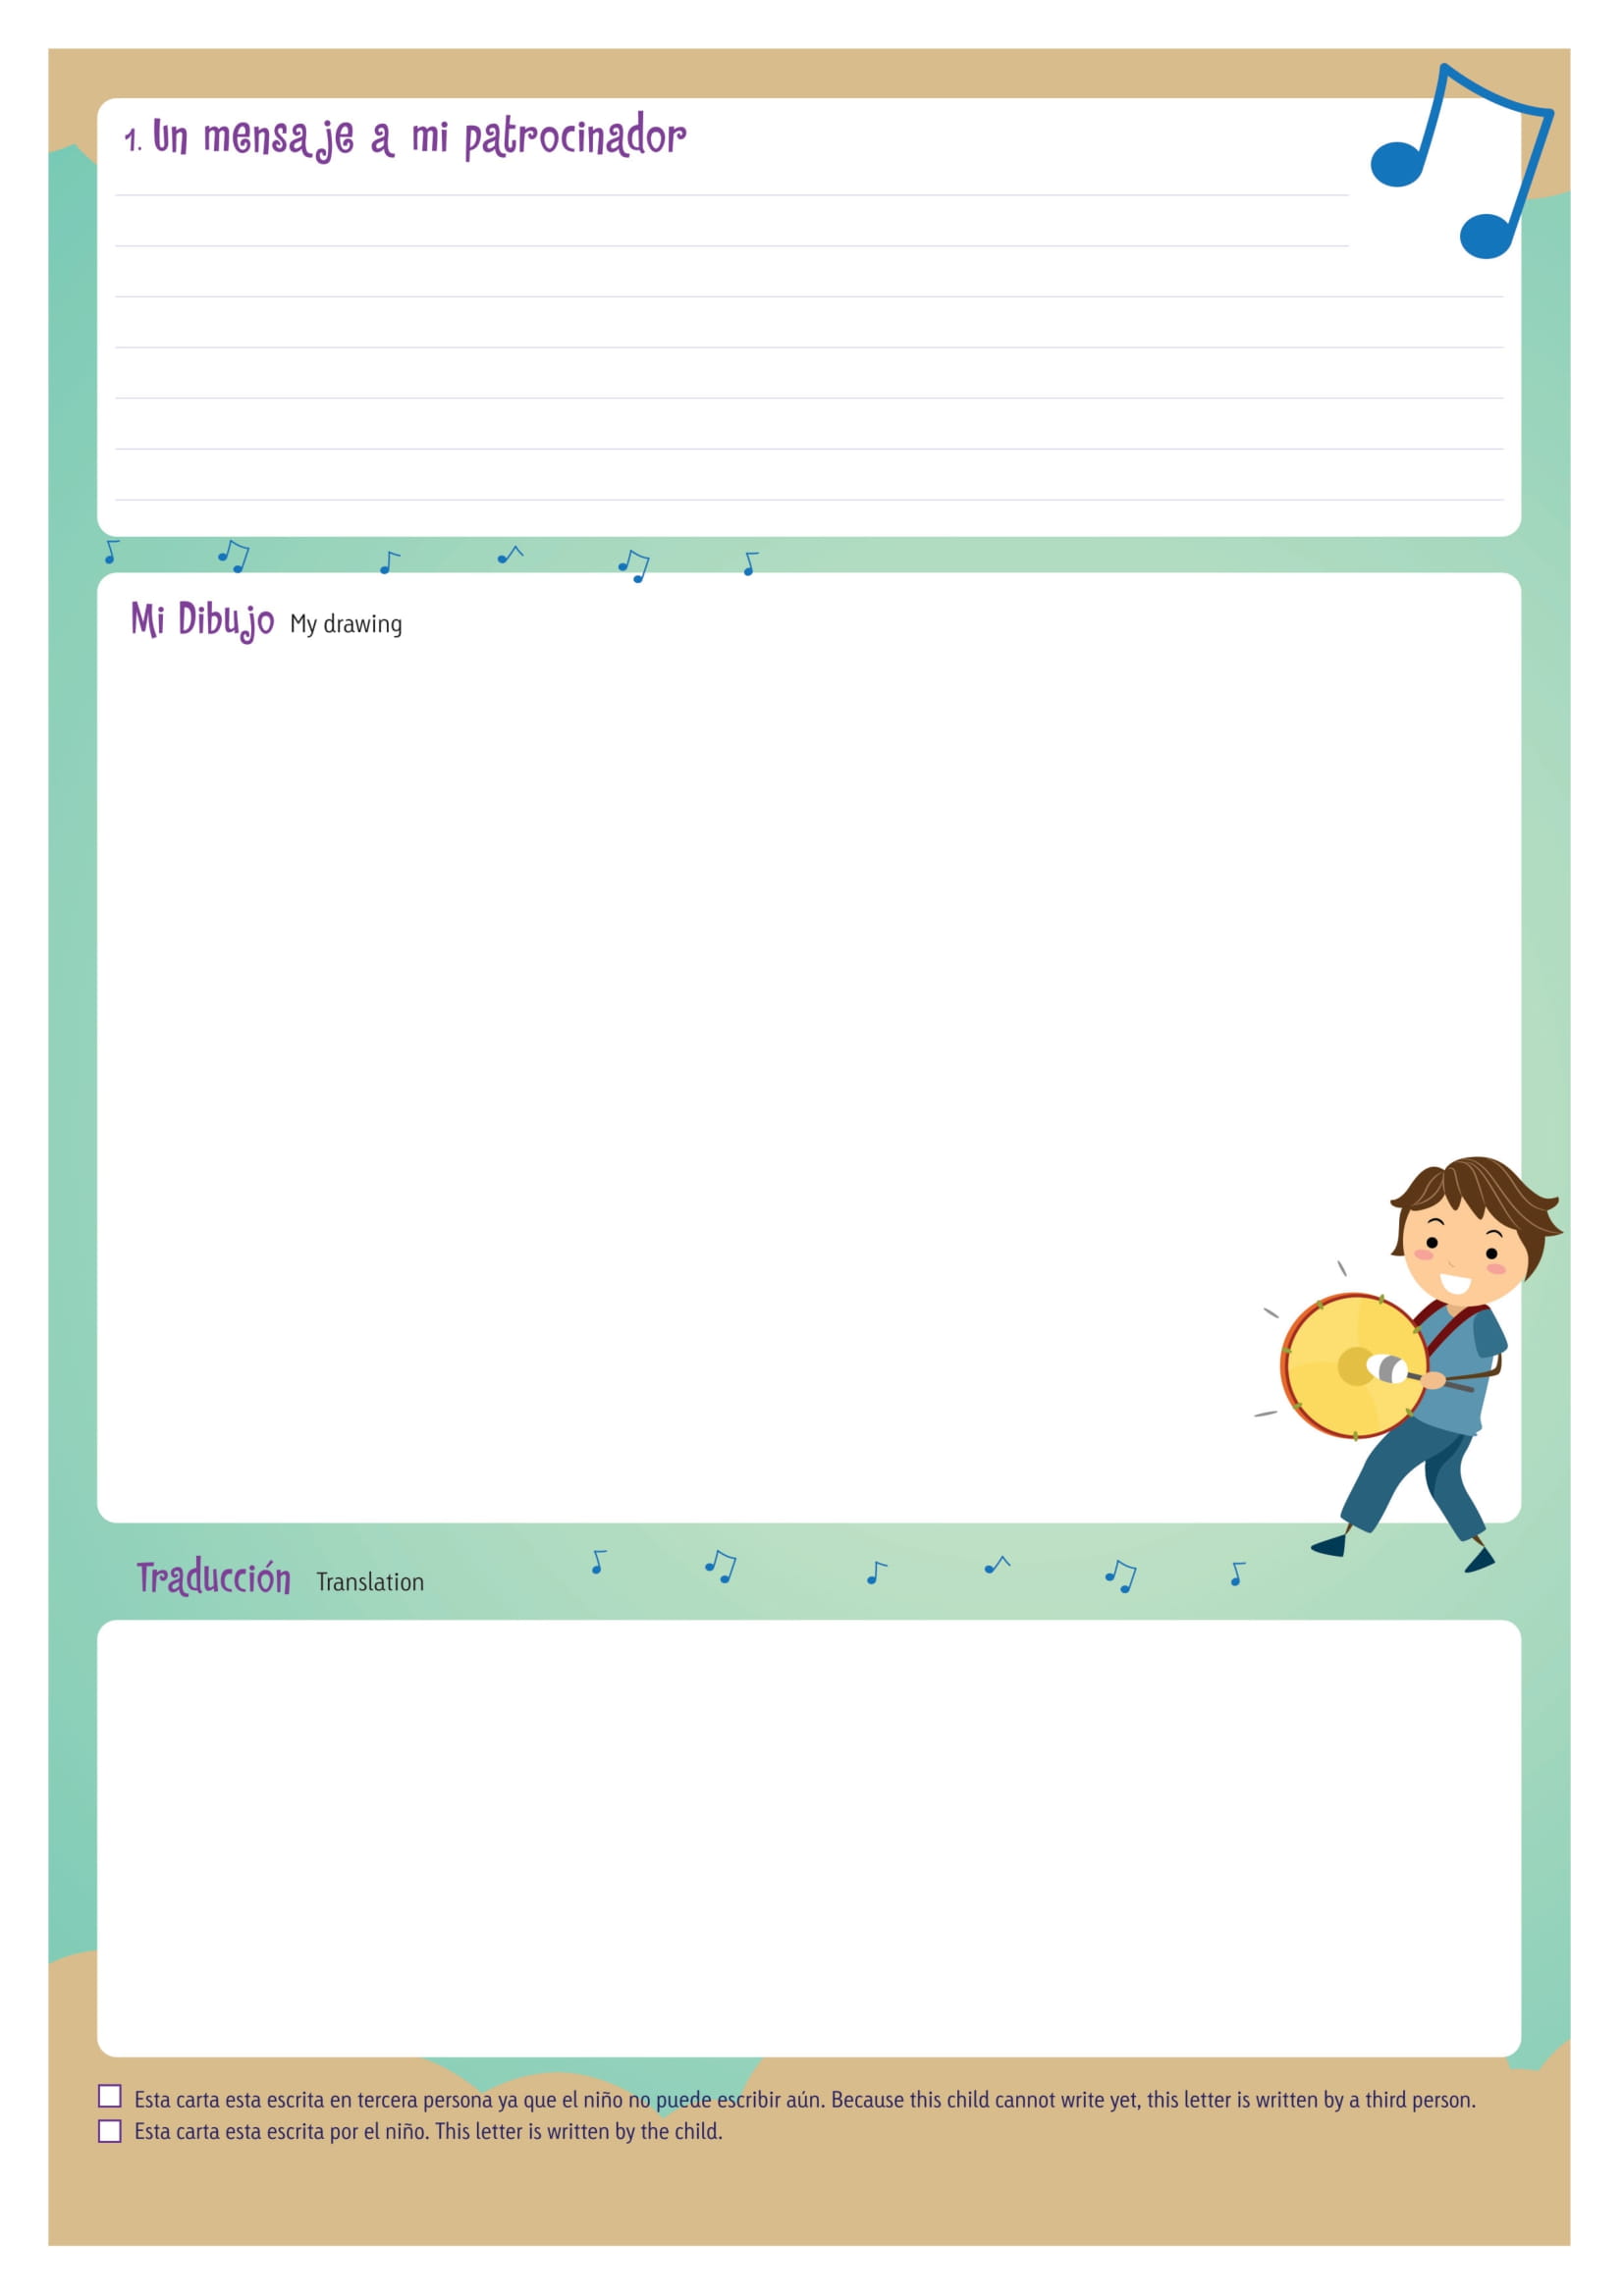 1. Un mensaje a mi patrocinador
Mi Dibujo My drawing
Traducción Translation
Esta carta esta escrita en tercera persona ya que el niño no puede escribir aún. Because this child cannot write yet, this letter is written by a third person.
Esta carta esta escrita por el niño. This letter is written by the child.